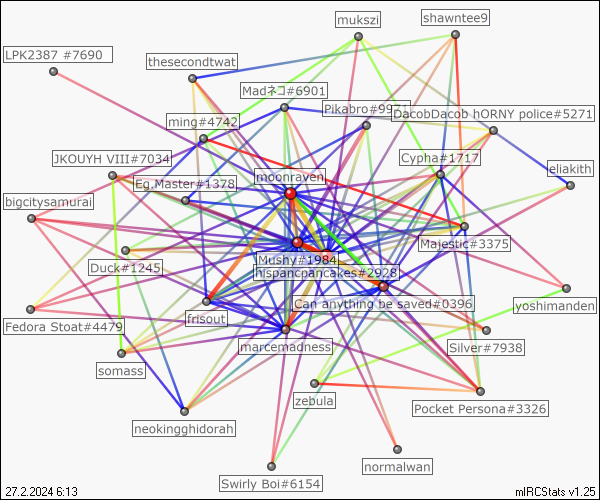 mukszi
shawntee9
LPK2387 #7690
thesecondtwat
Madネコ#6901
Pikabro#9971
DacobDacob hORNY police#5271
ming#4742
JKOUYH VIII#7034
Cypha#1717
eliakith
moonraven
Eg.Master#1378
bigcitysamurai
Majestic#3375
Mushy#1984
Duck#1245
hispancpancakes#2928
Can anything be saved#0396
yoshimanden
frisout
Fedora Stoat#4479
marcemadness
Silver#7938
somass
zebula
Pocket Persona#3326
neokingghidorah
normalwan
Swirly Boi#6154
27.2.2024 6:13
mIRCStats v1.25